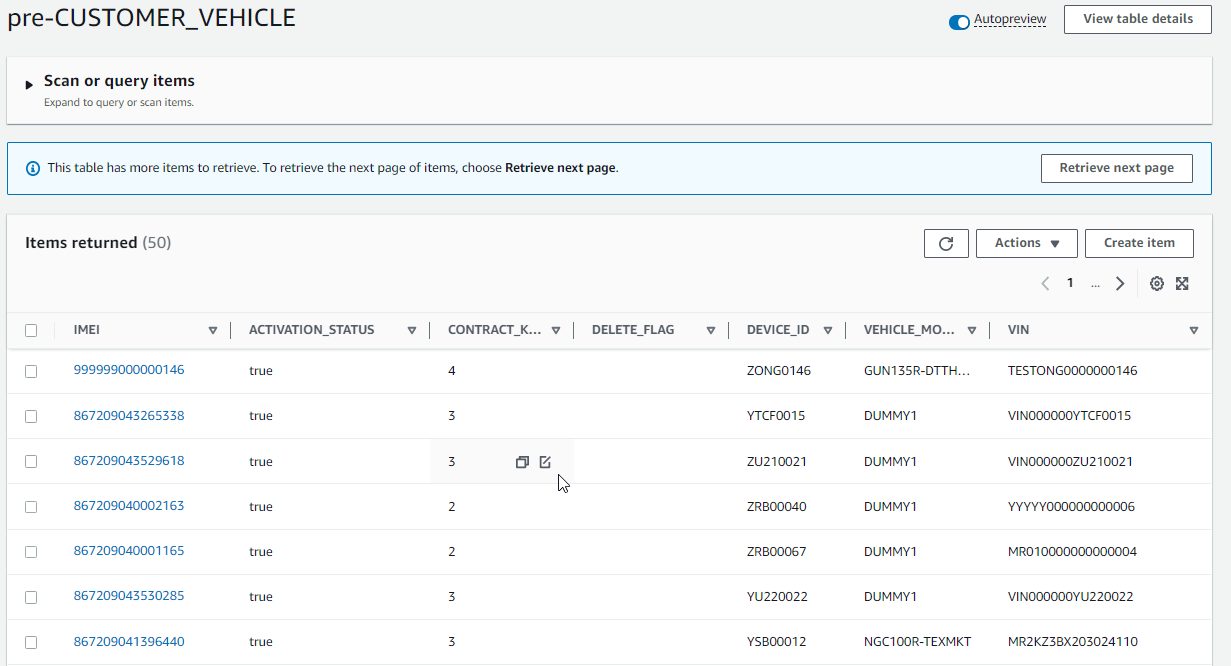 pre-CUSTOMER_VEHICLE
Autopreview
View table details
Scan or query items
Expand to query or scan items.
This table has more items to retrieve. To retrieve the next page of items, choose Retrieve next page.
Retrieve next page
Items returned (50)
Actions
Create item
1 ...
IMEI ACTIVATION_STATUS CONTRACT_K... DELETE_FLAG DEVICE_ID VEHICLE_MO... VIN
999999000000146 true 4 ZONG0146 GUN135R-DTTH... TESTONG0000000146
867209043265338 true 3 YTCF0015 DUMMY1 VIN000000YTCF0015
867209043529618 true 3 ZU210021 DUMMY1 VIN000000ZU210021
867209040002163 true 2 ZRB00040 DUMMY1 YYYYY000000000006
867209040001165 true 2 ZRB00067 DUMMY1 MR010000000000004
867209043530285 true 3 YU220022 DUMMY1 VIN000000YU220022
867209041396440 true 3 YSB00012 NGC100R-TEXMKT MR2KZ3BX203024110